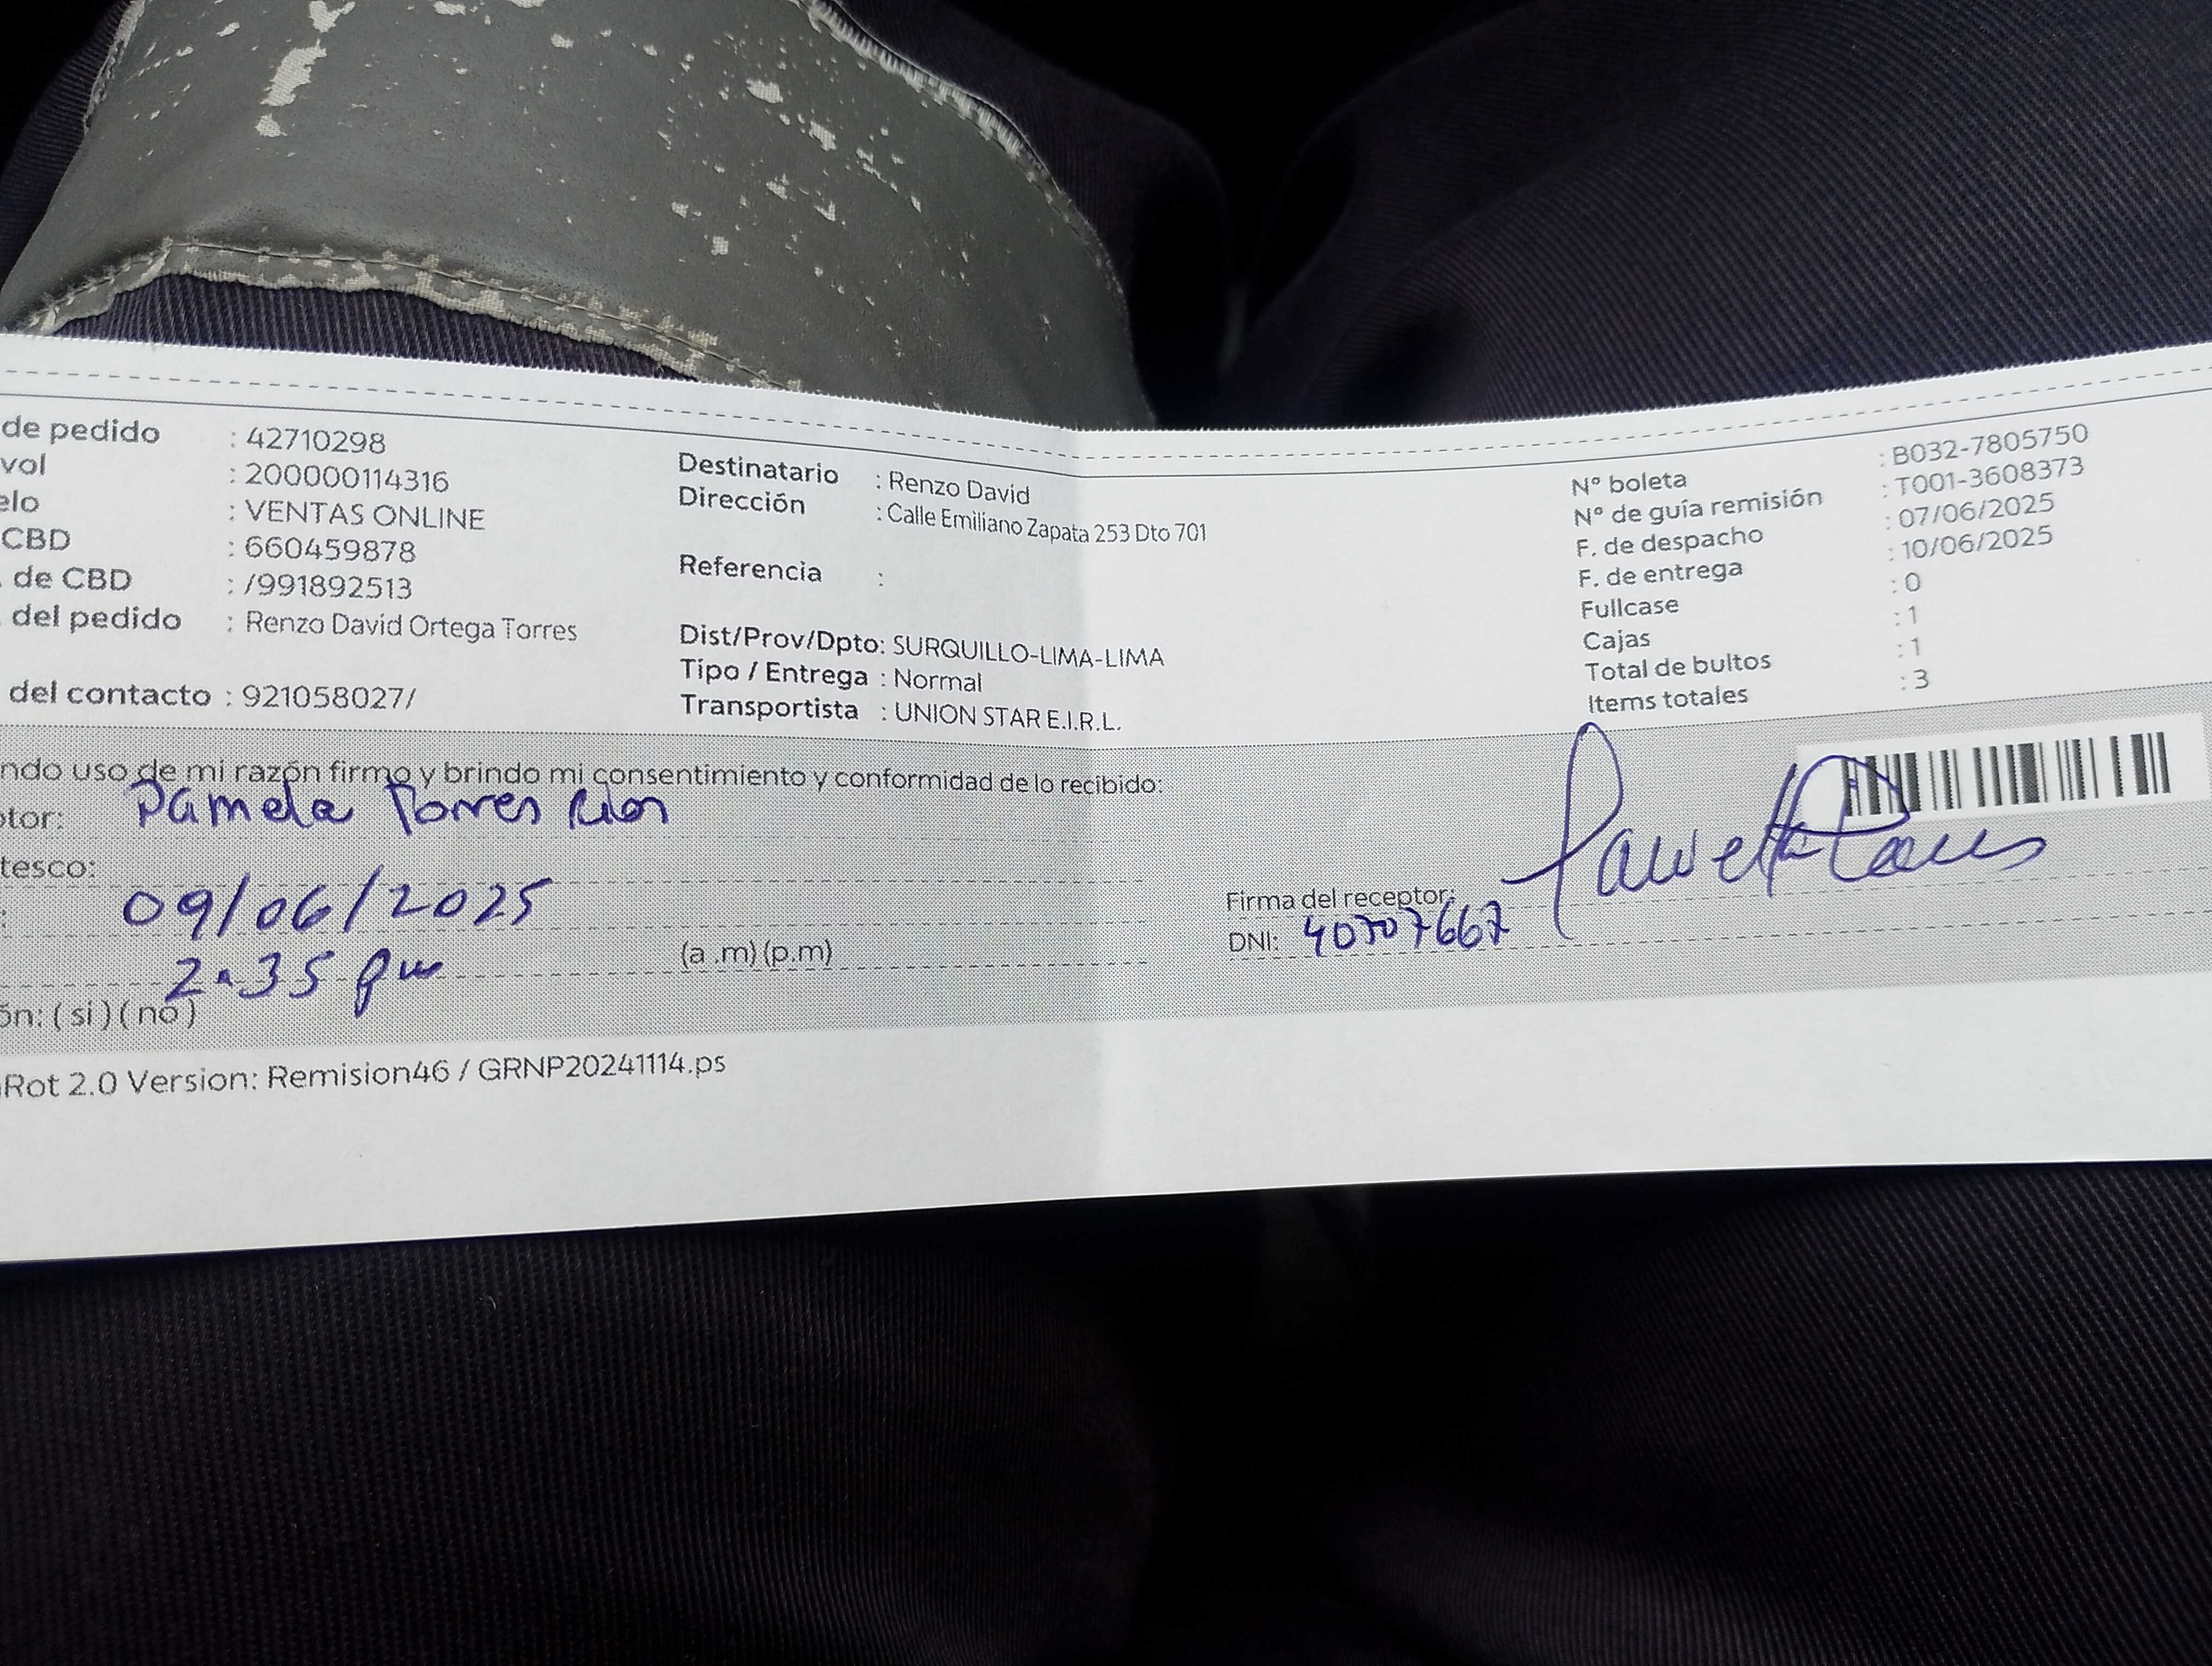 de pedido : 42710298
vol : 200000114316
elo : VENTAS ONLINE
CBD : 660459878
. de CBD : /991892513
. del pedido : Renzo David Ortega Torres
del contacto : 921058027/
Destinatario : Renzo David
Dirección : Calle Emiliano Zapata 253 Dto 701
Referencia :
Dist/Prov/Dpto: SURQUILLO-LIMA-LIMA
Tipo / Entrega : Normal
Transportista : UNION STAR E.I.R.L.
N° boleta : B032-7805750
N° de guía remisión : T001-3608373
F. de despacho : 07/06/2025
F. de entrega : 10/06/2025
Fullcase : 0
Cajas : 1
Total de bultos : 1
Items totales : 3
ndo uso de mi razón firmo y brindo mi consentimiento y conformidad de lo recibido:
otor: Pamela Torres
tesco:
: 09/06/2025
2:35 pm (a .m) (p.m)
ón: ( si ) ( no )
Firma del receptor:
DNI:
Rot 2.0 Version: Remision46 / GRNP20241114.ps